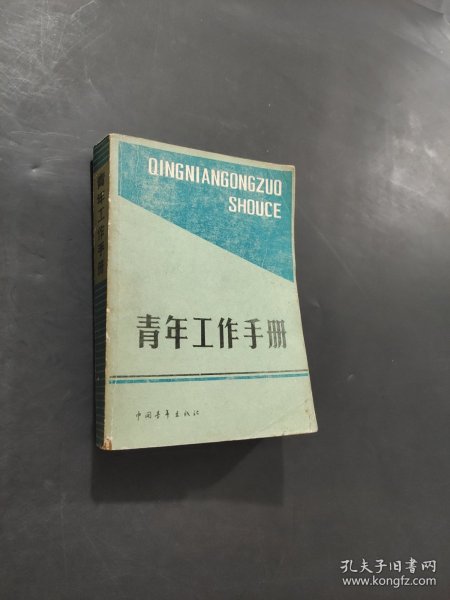 QINGNIANGONGZUO
SHOUCE
青年工作手册
中国青年出版社
青年工作手册
孔夫子旧书网
www.kongfz.com